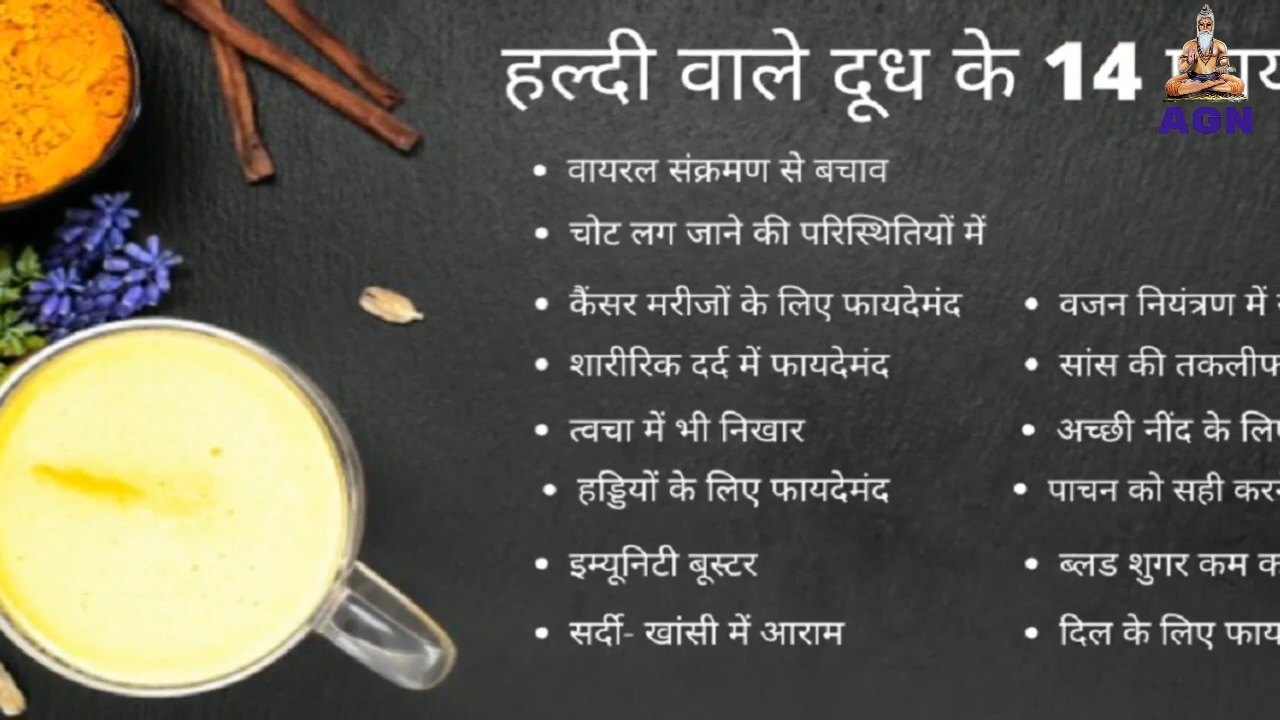 हल्दी वाले दूध के 14
AGN
वायरल संक्रमण से बचाव
चोट लग जाने की परिस्थितियों में
कैंसर मरीजों के लिए फायदेमंद
शारीरिक दर्द में फायदेमंद
त्वचा में भी निखार
हड्डियों के लिए फायदेमंद
इम्यूनिटी बूस्टर
सर्दी- खांसी में आराम
वजन नियंत्रण में
सांस की
अच्छी नींद के
पाचन को सही
ब्लड शुगर कम
दिल के लिए